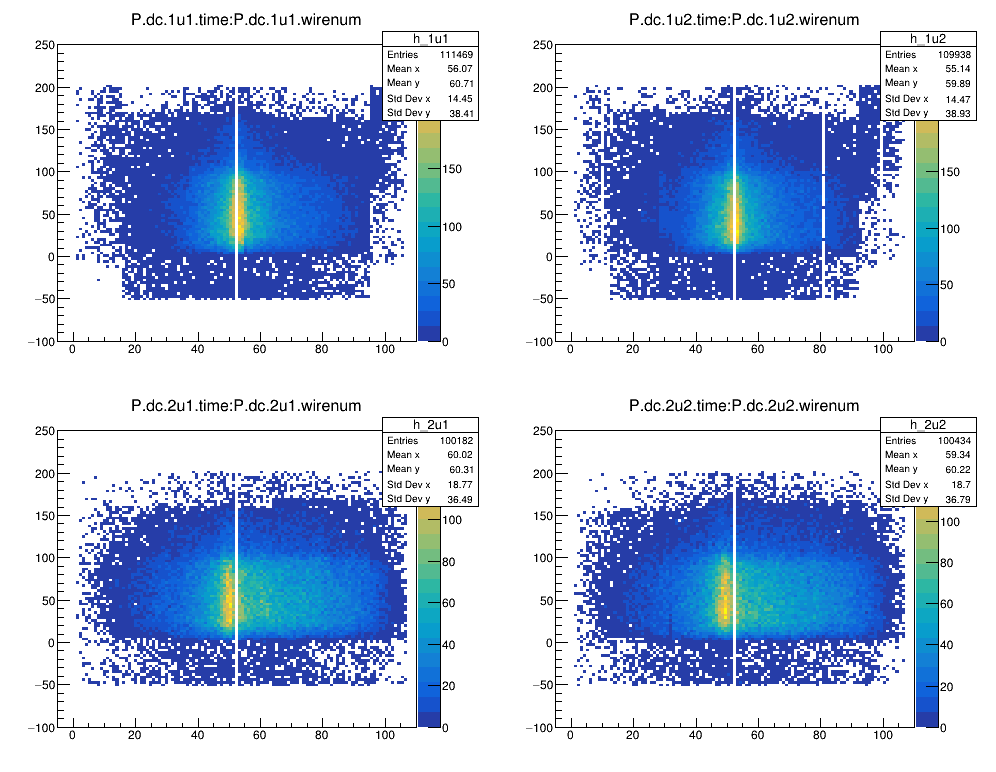 P.dc.1u1.time:P.dc.1u1.wirenum
h_1u1
Entries 111469
Mean x 56.07
Mean y 60.71
Std Dev x 14.45
Std Dev y 38.41
250
200
150
100
50
0
−50
−100
0 20 40 60 80 100
150
100
50
0
P.dc.1u2.time:P.dc.1u2.wirenum
h_1u2
Entries 109938
Mean x 55.14
Mean y 59.89
Std Dev x 14.47
Std Dev y 38.93
250
200
150
100
50
0
−50
−100
0 20 40 60 80 100
150
100
50
0
P.dc.2u1.time:P.dc.2u1.wirenum
h_2u1
Entries 100182
Mean x 60.02
Mean y 60.31
Std Dev x 18.77
Std Dev y 36.49
250
200
150
100
50
0
−50
−100
0 20 40 60 80 100
100
80
60
40
20
0
P.dc.2u2.time:P.dc.2u2.wirenum
h_2u2
Entries 100434
Mean x 59.34
Mean y 60.22
Std Dev x 18.7
Std Dev y 36.79
250
200
150
100
50
0
−50
−100
0 20 40 60 80 100
100
80
60
40
20
0